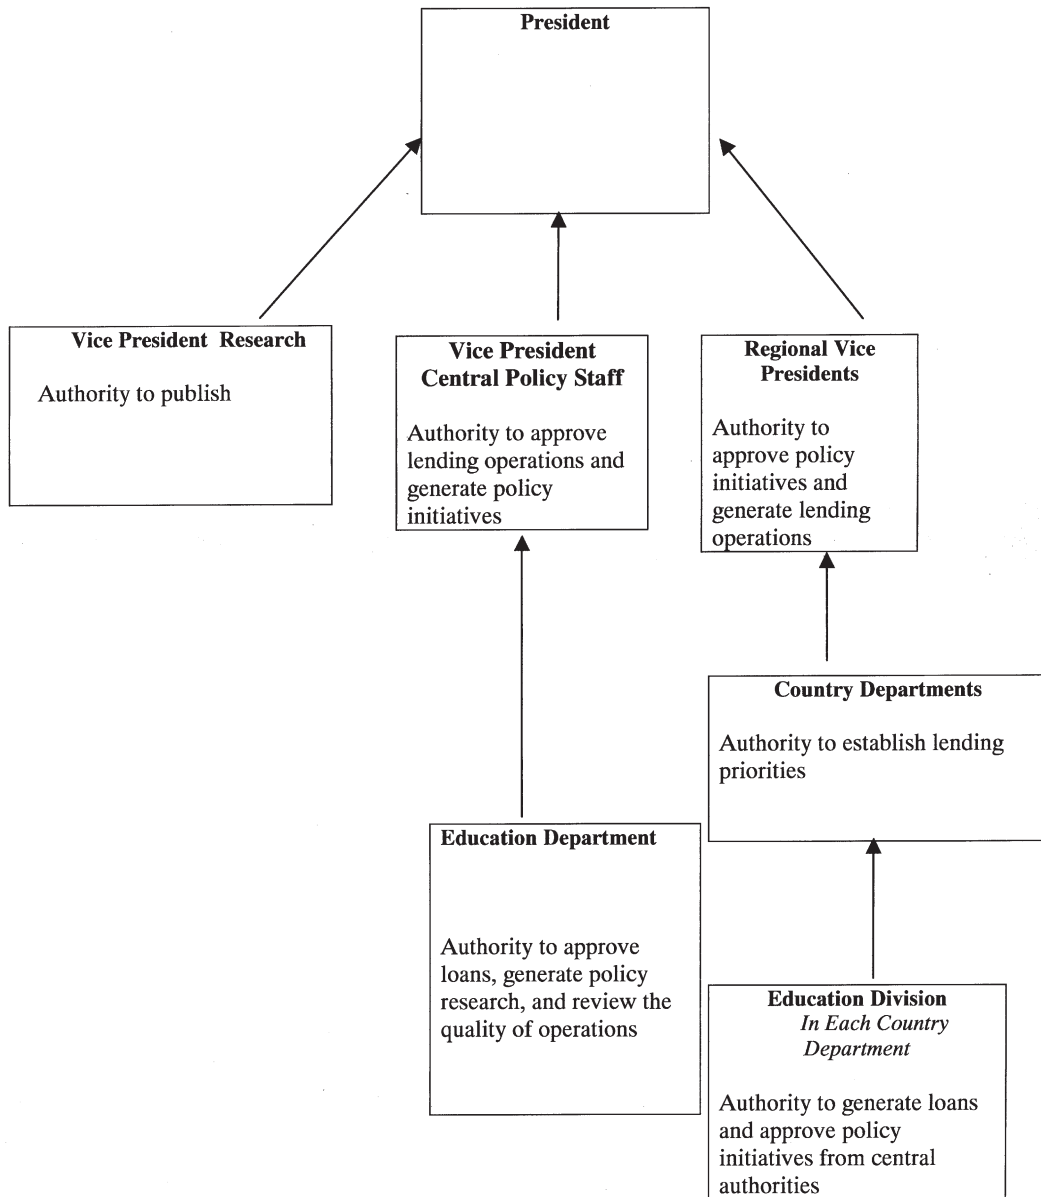 President
Vice President Research
Authority to publish
Vice President
Central Policy Staff
Authority to approve
lending operations and
generate policy
initiatives
Regional Vice
Presidents
Authority to
approve policy
initiatives and
generate lending
operations
Country Departments
Authority to establish lending
priorities
Education Department
Authority to approve
loans, generate policy
research, and review the
quality of operations
Education Division
In Each Country
Department
Authority to generate loans
and approve policy
initiatives from central
authorities